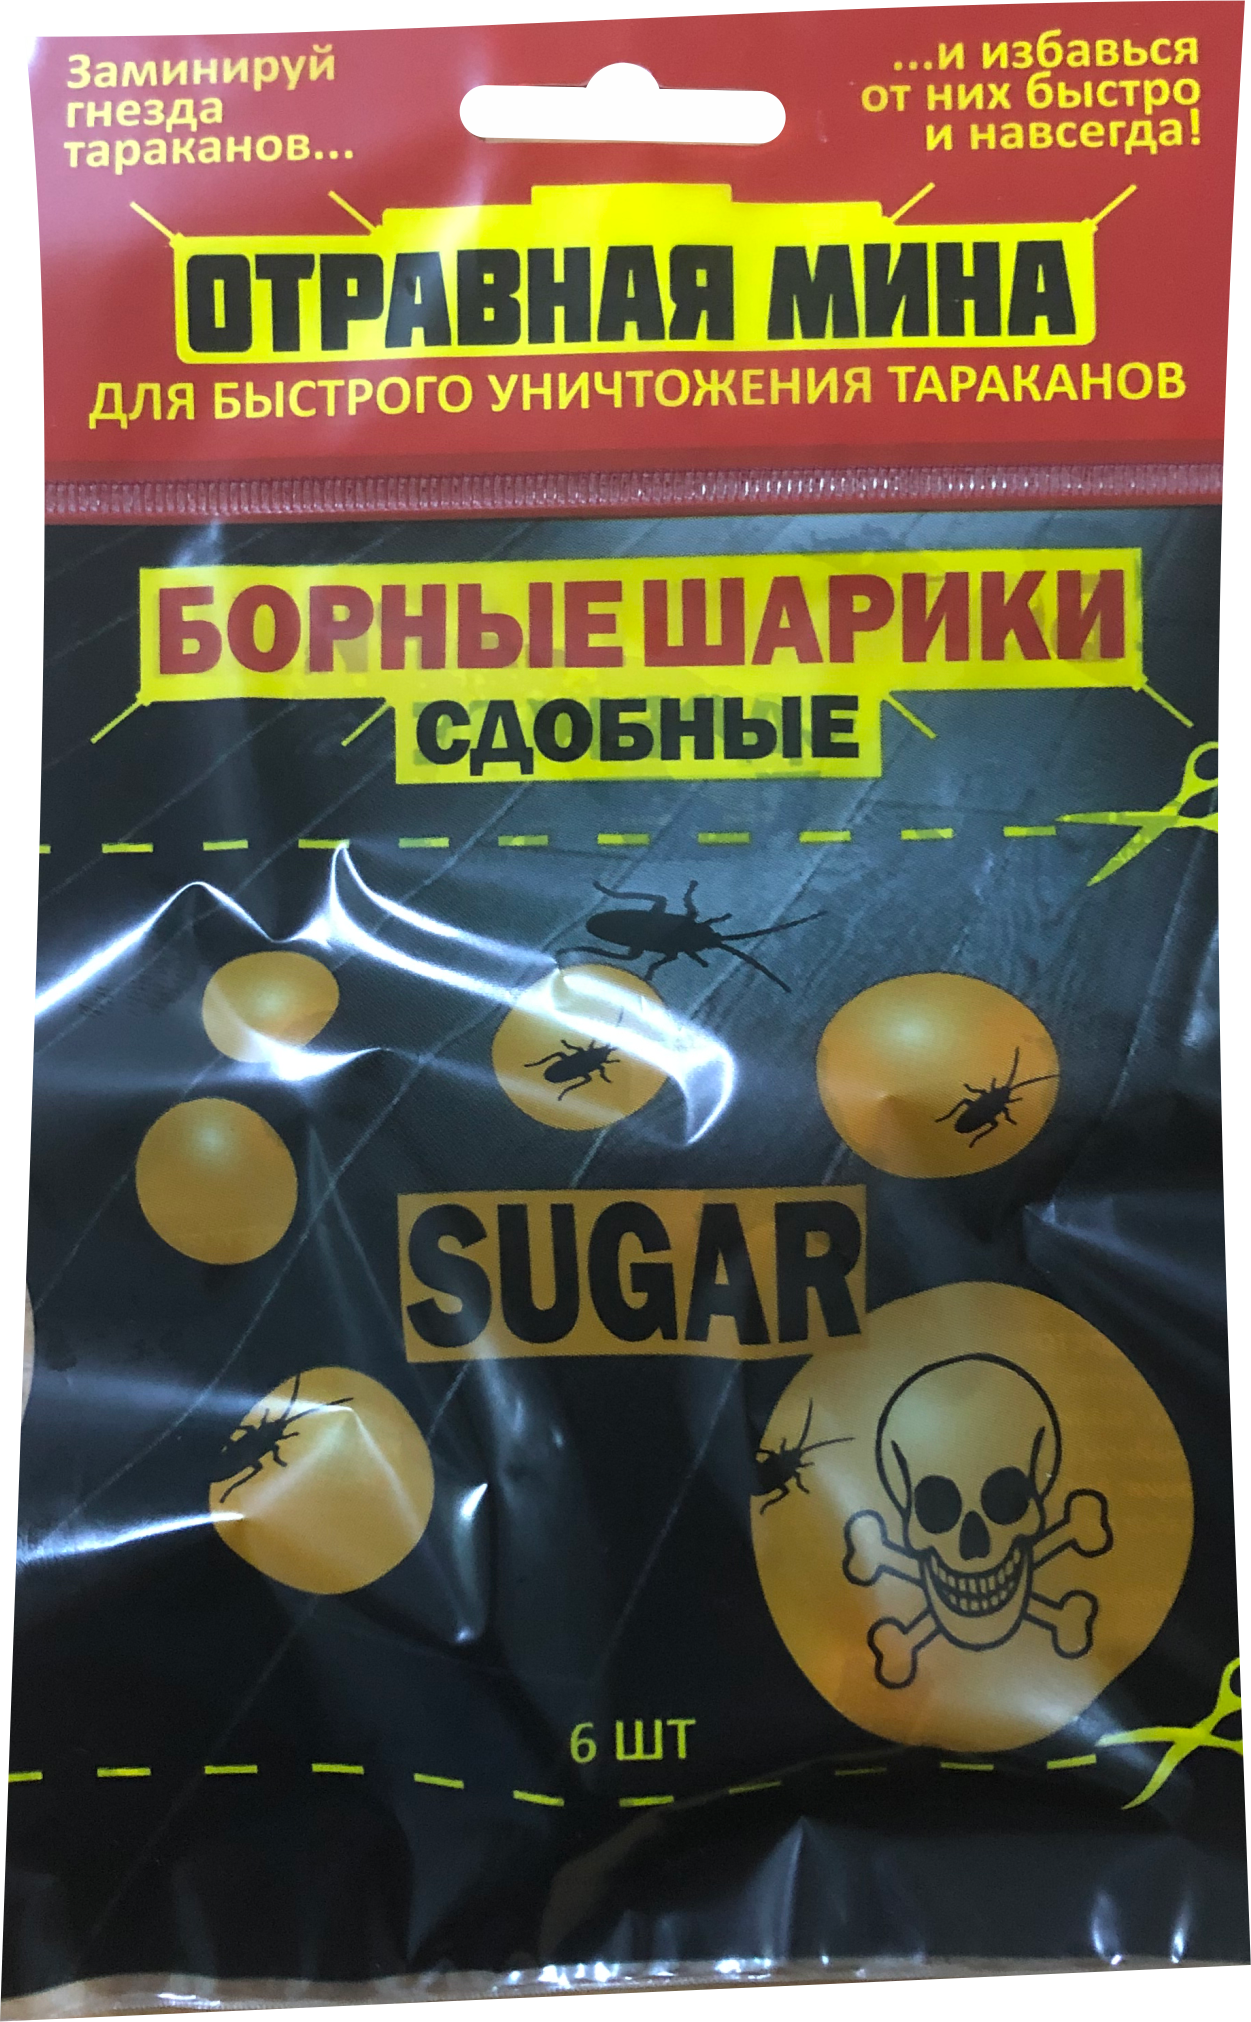 Заминируй
гнезда
тараканов...
...и избавься
от них быстро
и навсегда!
ОТРАВНАЯ МИНА
ДЛЯ БЫСТРОГО УНИЧТОЖЕНИЯ ТАРАКАНОВ
БОРНЫЕ ШАРИКИ
СДОБНЫЕ
SUGAR
6 ШТ